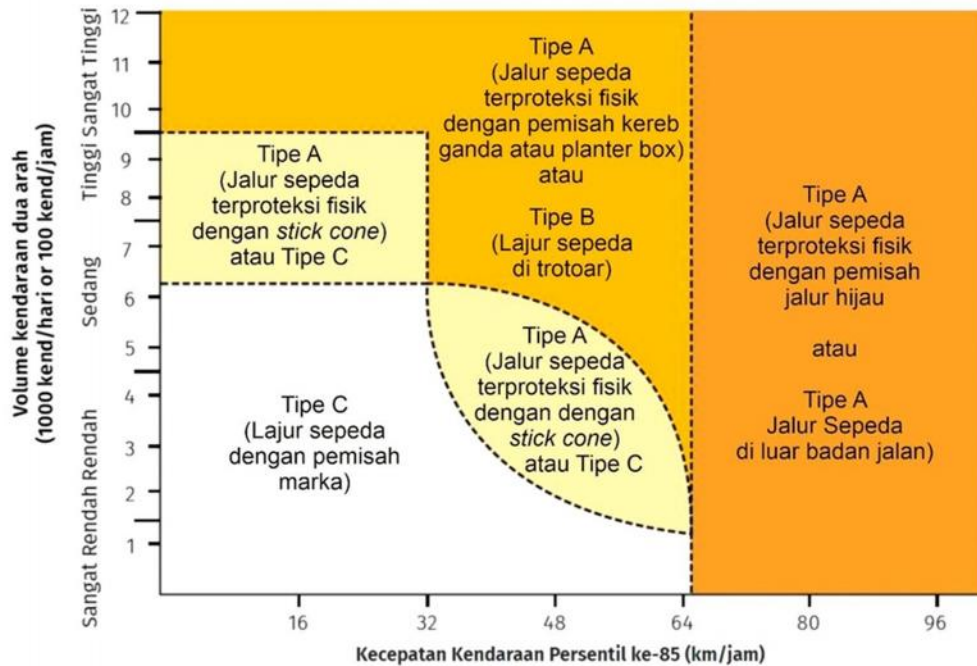 Volume kendaraan dua arah
(1000 kend/hari or 100 kend/jam)
Sangat Tinggi
Tinggi
Sedang
Rendah
Sangat Rendah
12
11
10
9
8
7
6
5
4
3
2
1
Tipe A
(Jalur sepeda
terproteksi fisik
dengan stick cone)
atau Tipe C
Tipe A
(Jalur sepeda
terproteksi fisik
dengan pemisah kereb
ganda atau planter box)
atau
Tipe B
(Lajur sepeda
di trotoar)
Tipe A
(Jalur sepeda
terproteksi fisik
dengan pemisah
jalur hijau
atau
Tipe A
Jalur Sepeda
di luar badan jalan)
Tipe C
(Lajur sepeda
dengan pemisah
marka)
Tipe A
(Jalur sepeda
terproteksi fisik
dengan dengan
stick cone)
atau Tipe C
16
32
48
64
80
96
Kecepatan Kendaraan Persentil ke-85 (km/jam)